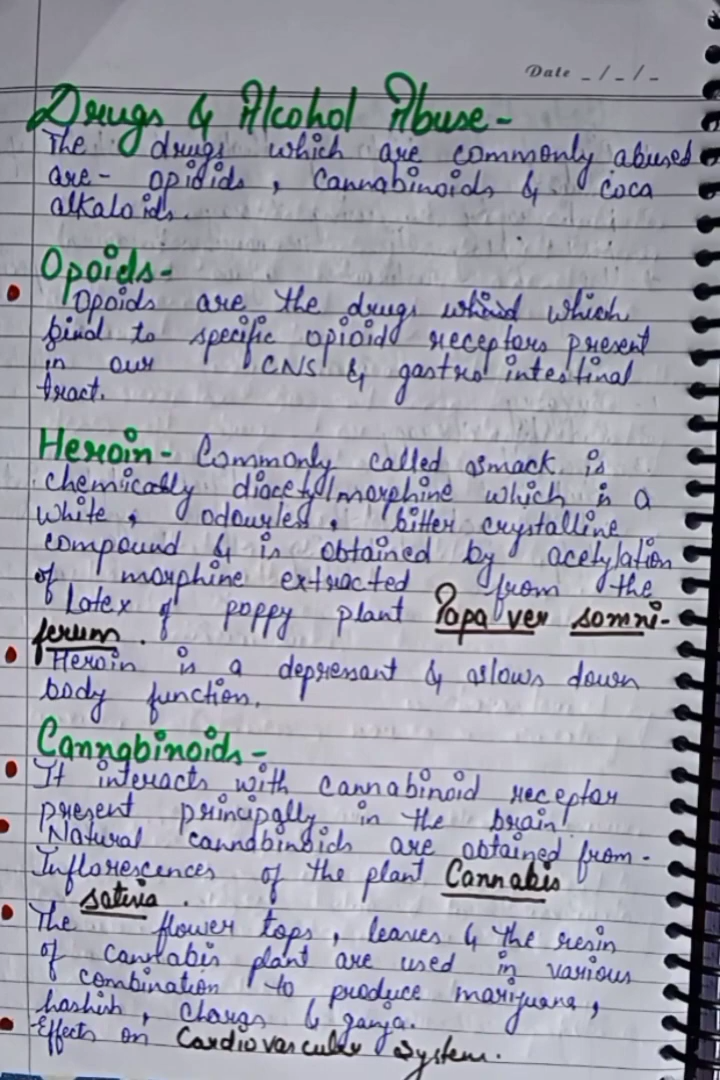 Date _ / _ / _
Drugs & Alcohol Abuse -
The drugs which are commonly abused
are - opioids , Cannabinoids & coca
alkaloids.
Opoids -
Opoids are the drugs which
bind to specific opioid receptors present
in our CNS & gastro intestinal
tract.
Heroin - Commonly called smack is
chemically diacetylmorphine which is a
white , odourless , bitter crystalline
compound & is obtained by acetylation
of morphine extracted from the
Latex of poppy plant Papaver somni-
ferum .
Heroin is a depressant & slows down
body function.
Cannabinoids -
It interacts with cannabinoid receptor
present principally in the brain.
Natural cannabinoids are obtained from -
Inflorescences of the plant Cannabis
sativa .
The flower tops , leaves & the resin
of cannabis plant are used in various
combination to produce marijuana ,
hashish , charas & ganja.
Effects on Cardiovascular system.